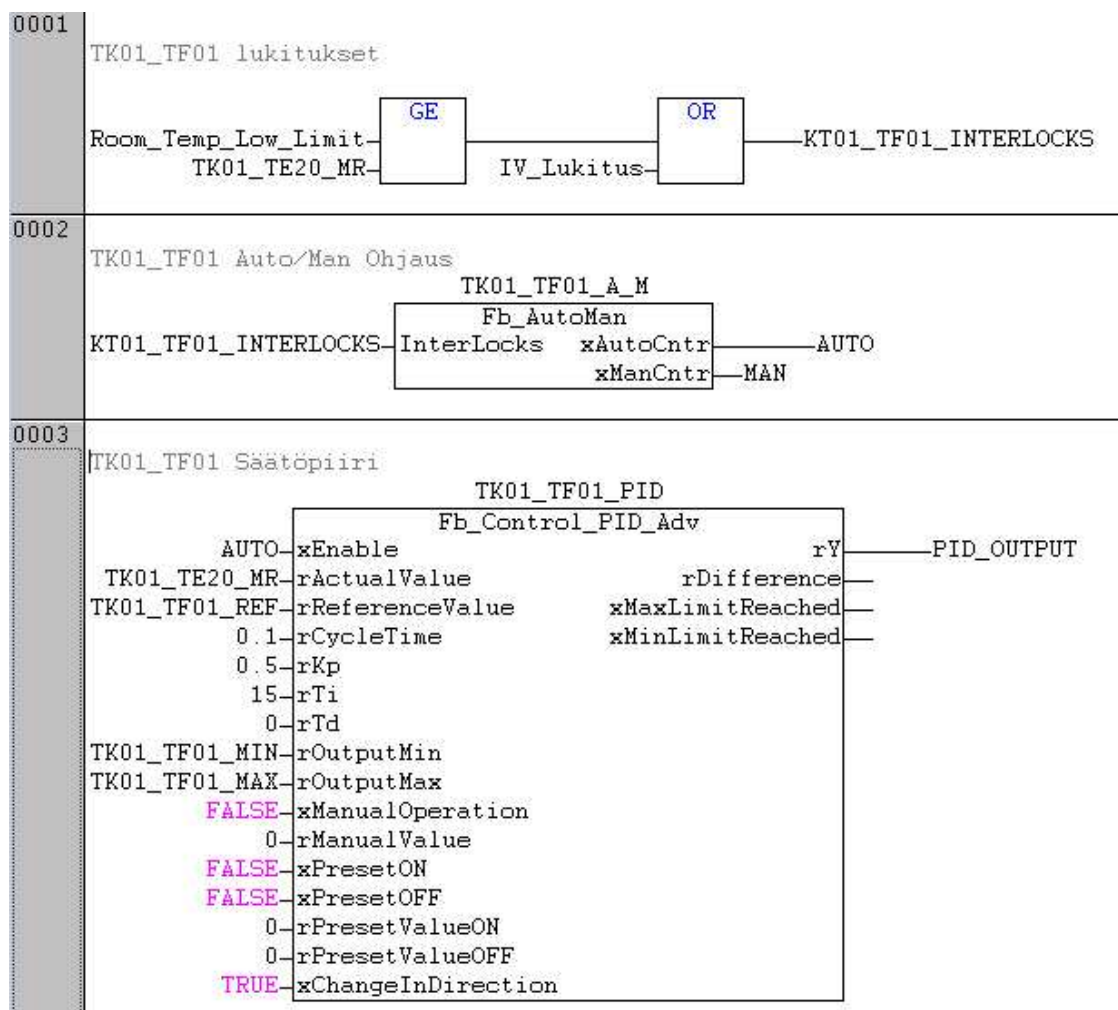 0001
TK01_TF01 lukitukset
GE
OR
Room_Temp_Low_Limit
KT01_TF01_INTERLOCKS
TK01_TE20_MR
IV_Lukitus
0002
TK01_TF01 Auto/Man Ohjaus
TK01_TF01_A_M
Fb_AutoMan
KT01_TF01_INTERLOCKS InterLocks xAutoCntr AUTO
xManCntr MAN
0003
TK01_TF01 Säätöpiiri
TK01_TF01_PID
Fb_Control_PID_Adv
AUTO xEnable rY PID_OUTPUT
TK01_TE20_MR rActualValue rDifference
TK01_TF01_REF rReferenceValue xMaxLimitReached
0.1 rCycleTime xMinLimitReached
0.5 rKp
15 rTi
0 rTd
TK01_TF01_MIN rOutputMin
TK01_TF01_MAX rOutputMax
FALSE xManualOperation
0 rManualValue
FALSE xPresetON
FALSE xPresetOFF
0 rPresetValueON
0 rPresetValueOFF
TRUE xChangeInDirection